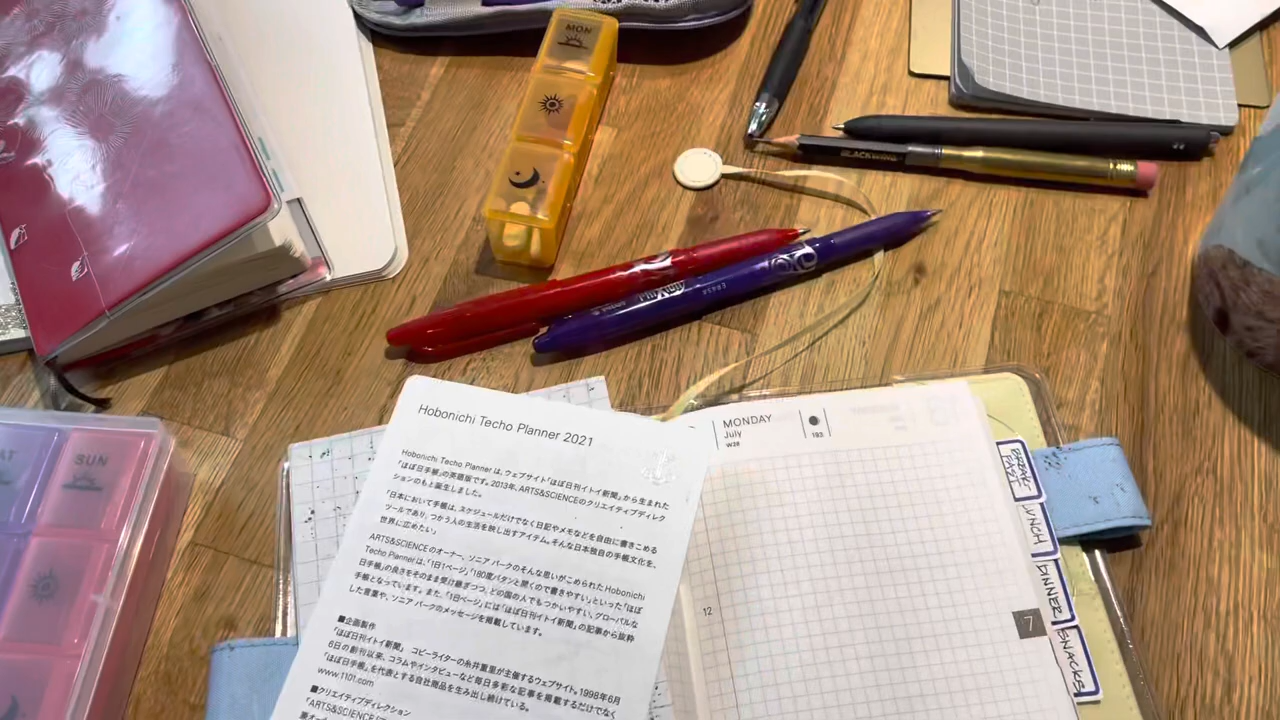 MON
BLACKWING
SUN
Hobonichi Techo Planner 2021
Hobonichi Techo Planner は、ウェブサイト「ほぼ日刊イトイ新聞」から生まれた
「ほぼ日手帳」の英語版です。2013年、ARTS&SCIENCEのクリエイティブディレク
ションのもと誕生しました。
「日本において手帳は、スケジュールだけでなく日記やメモなどを自由に書きこめる
ツールであり、つかう人の生活を映し出すアイテム。そんな日本独自の手帳文化を、
世界に広めたい」
ARTS&SCIENCEのオーナー、ソニア パークのそんな思いがこめられたHobonichi
Techo Plannerは、「1日1ページ」「180度パタンと開くので書きやすい」といった「ほぼ
日手帳」の良さをそのまま受け継ぎつつ、どの国の人でもつかいやすい、グローバルな
手帳となっています。また、「1日ページ」には「ほぼ日刊イトイ新聞」の記事から抜粋
した言葉や、ソニア パークのメッセージを掲載しています。
■企画製作
「ほぼ日刊イトイ新聞」 コピーライターの糸井重里が主催するウェブサイト。1998年6月
6日の創刊以来、コラムやインタビューなど毎日多彩な記事を掲載するだけでなく
「ほぼ日手帳」を代表とする自社商品を生み出し続けている。
www.1101.com
■クリエイティブディレクション
「ARTS&SCIENCE
MONDAY
July
W28
193
12
7
BREAK-
FAST
LUNCH
DINNER
SNACKS